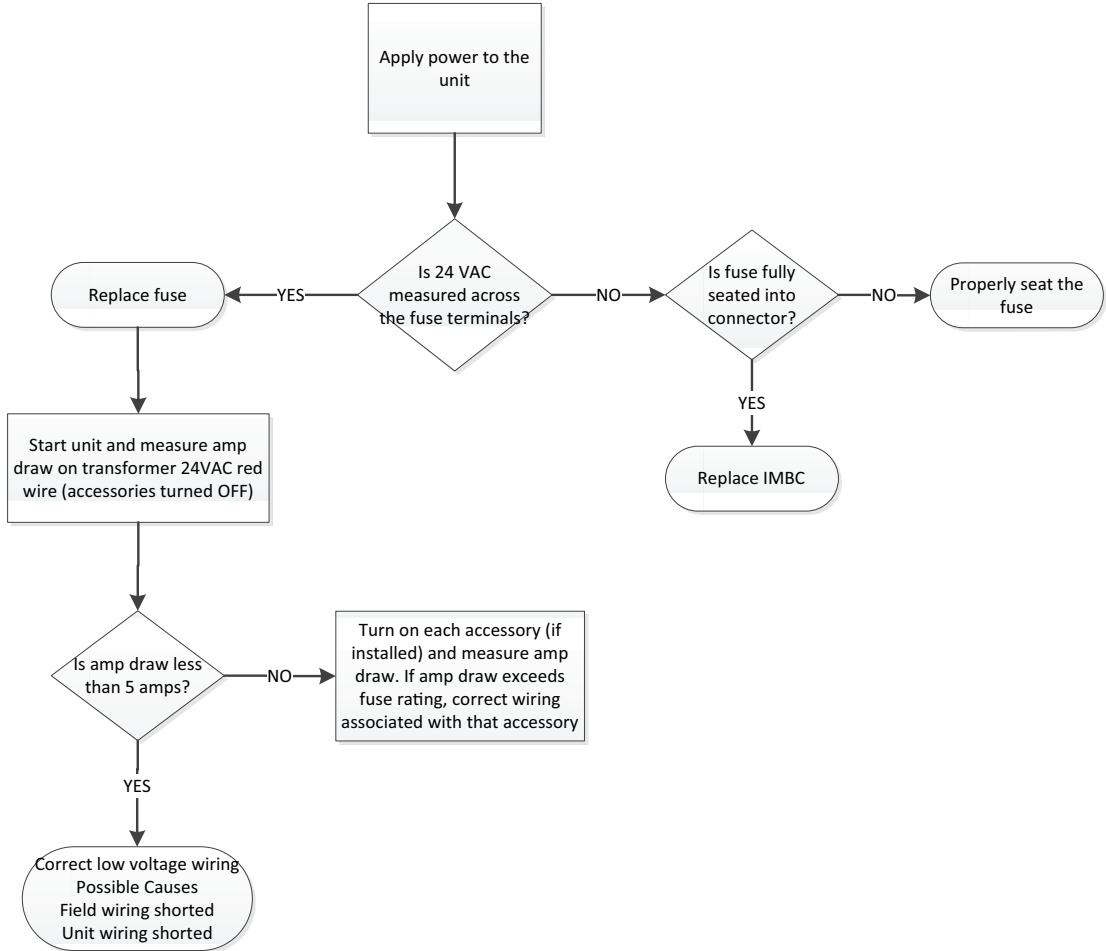 Apply power to the
unit
Is 24 VAC
measured across
the fuse terminals?
YES
Replace fuse
NO
Is fuse fully
seated into
connector?
NO
Properly seat the
fuse
YES
Replace IMBC
Start unit and measure amp
draw on transformer 24VAC red
wire (accessories turned OFF)
Is amp draw less
than 5 amps?
NO
Turn on each accessory (if
installed) and measure amp
draw. If amp draw exceeds
fuse rating, correct wiring
associated with that accessory
YES
Correct low voltage wiring
Possible Causes
Field wiring shorted
Unit wiring shorted